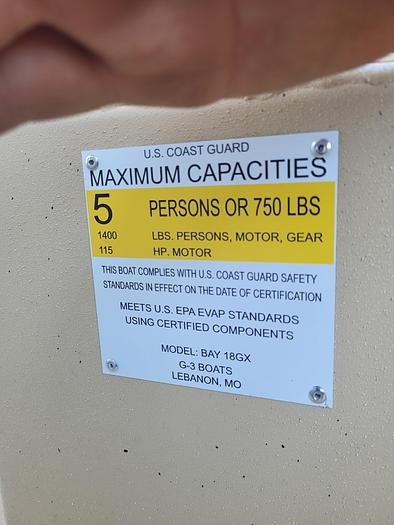 U.S. COAST GUARD
MAXIMUM CAPACITIES
5 PERSONS OR 750 LBS
1400 LBS. PERSONS, MOTOR, GEAR
115 HP. MOTOR
THIS BOAT COMPLIES WITH U.S. COAST GUARD SAFETY
STANDARDS IN EFFECT ON THE DATE OF CERTIFICATION
MEETS U.S. EPA EVAP STANDARDS
USING CERTIFIED COMPONENTS
MODEL: BAY 18GX
G-3 BOATS
LEBANON, MO